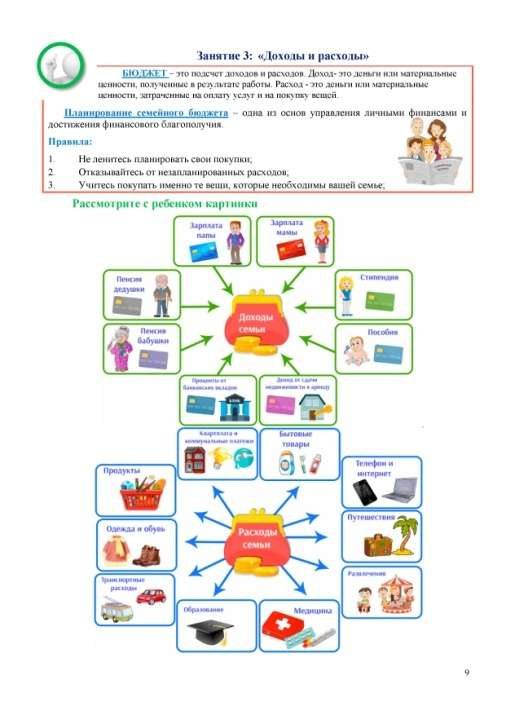 Занятие 3: «Доходы и расходы»
БЮДЖЕТ – это подсчет доходов и расходов. Доход- это деньги или материальные
ценности, полученные в результате работы. Расход - это деньги или материальные
ценности, затраченные на оплату услуг и на покупку вещей.
Планирование семейного бюджета – одна из основ управления личными финансами и
достижения финансового благополучия.
Правила:
1. Не ленитесь планировать свои покупки;
2. Отказывайтесь от незапланированных расходов;
3. Учитесь покупать именно те вещи, которые необходимы вашей семье;
Рассмотрите с ребенком картинки
Зарплата
папы
Зарплата
мамы
Пенсия
дедушки
Стипендия
Доходы
семьи
Пенсия
бабушки
Пособия
Проценты от
банковских вкладов
БАНК
Доход от сдачи
недвижимости в аренду
Квартплата и
коммунальные платежи
Бытовые
товары
Продукты
Телефон и
интернет
Одежда и обувь
Расходы
семьи
Путешествия
Транспортные
расходы
Развлечения
Образование
Медицина
9